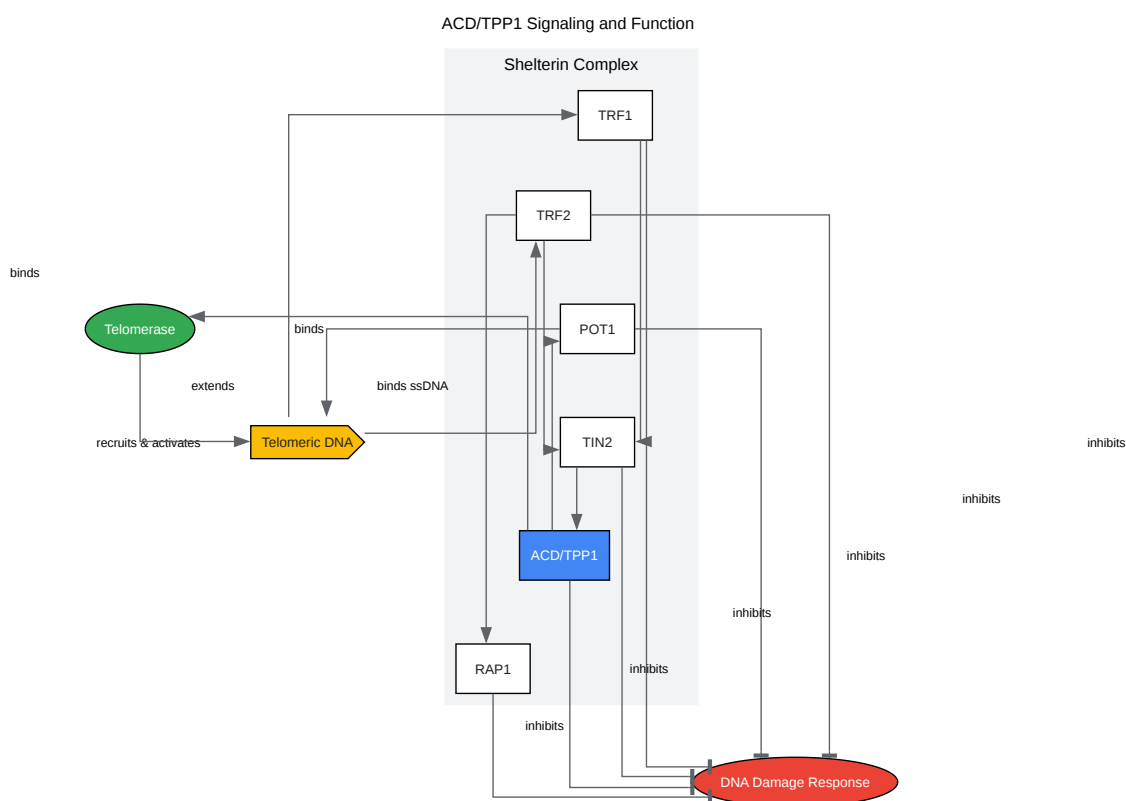 ACD/TPP1 Signaling and Function
Shelterin Complex
TRF1
TRF2
binds
Telomerase
binds
POT1
extends
binds ssDNA
recruits & activates
Telomeric DNA
TIN2
inhibits
inhibits
ACD/TPP1
inhibits
inhibits
RAP1
inhibits
inhibits
DNA Damage Response